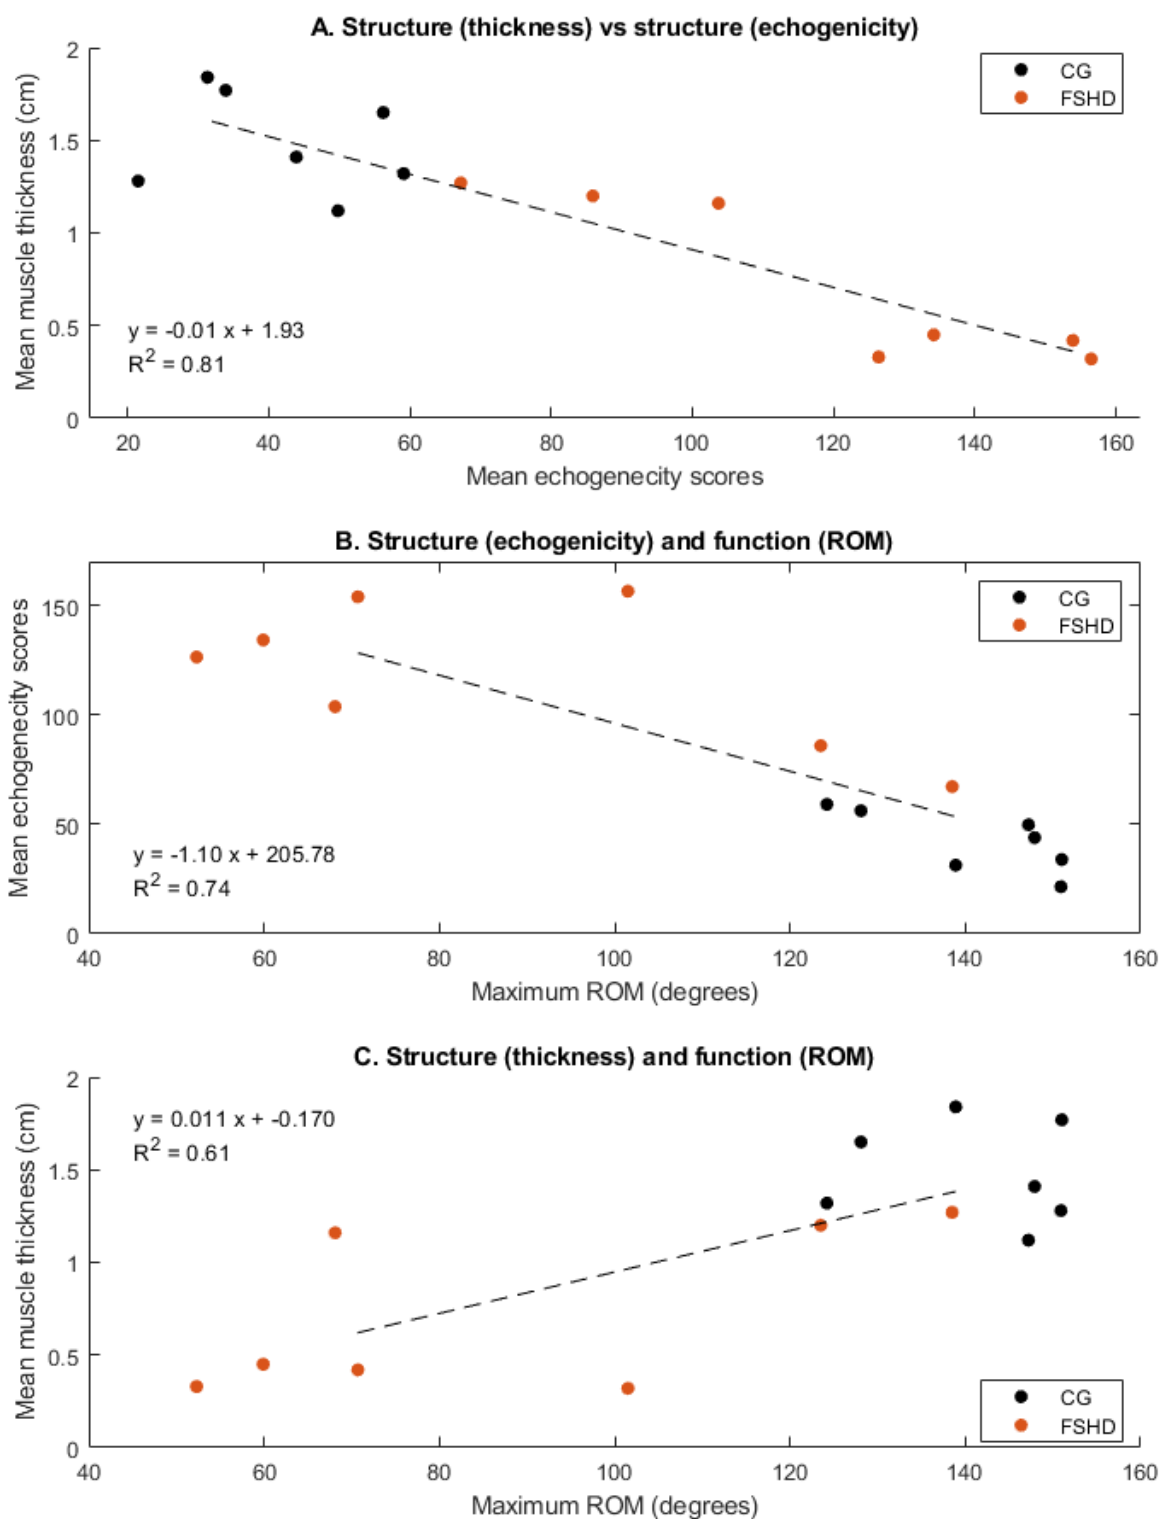 A. Structure (thickness) vs structure (echogenicity)
2
1.5
1
0.5
0
Mean muscle thickness (cm)
CG
FSHD
y = -0.01 x + 1.93
R² = 0.81
20 40 60 80 100 120 140 160
Mean echogenecity scores
B. Structure (echogenicity) and function (ROM)
150
100
50
0
Mean echogenecity scores
CG
FSHD
y = -1.10 x + 205.78
R² = 0.74
40 60 80 100 120 140 160
Maximum ROM (degrees)
C. Structure (thickness) and function (ROM)
2
1.5
1
0.5
0
Mean muscle thickness (cm)
y = 0.011 x + -0.170
R² = 0.61
CG
FSHD
40 60 80 100 120 140 160
Maximum ROM (degrees)